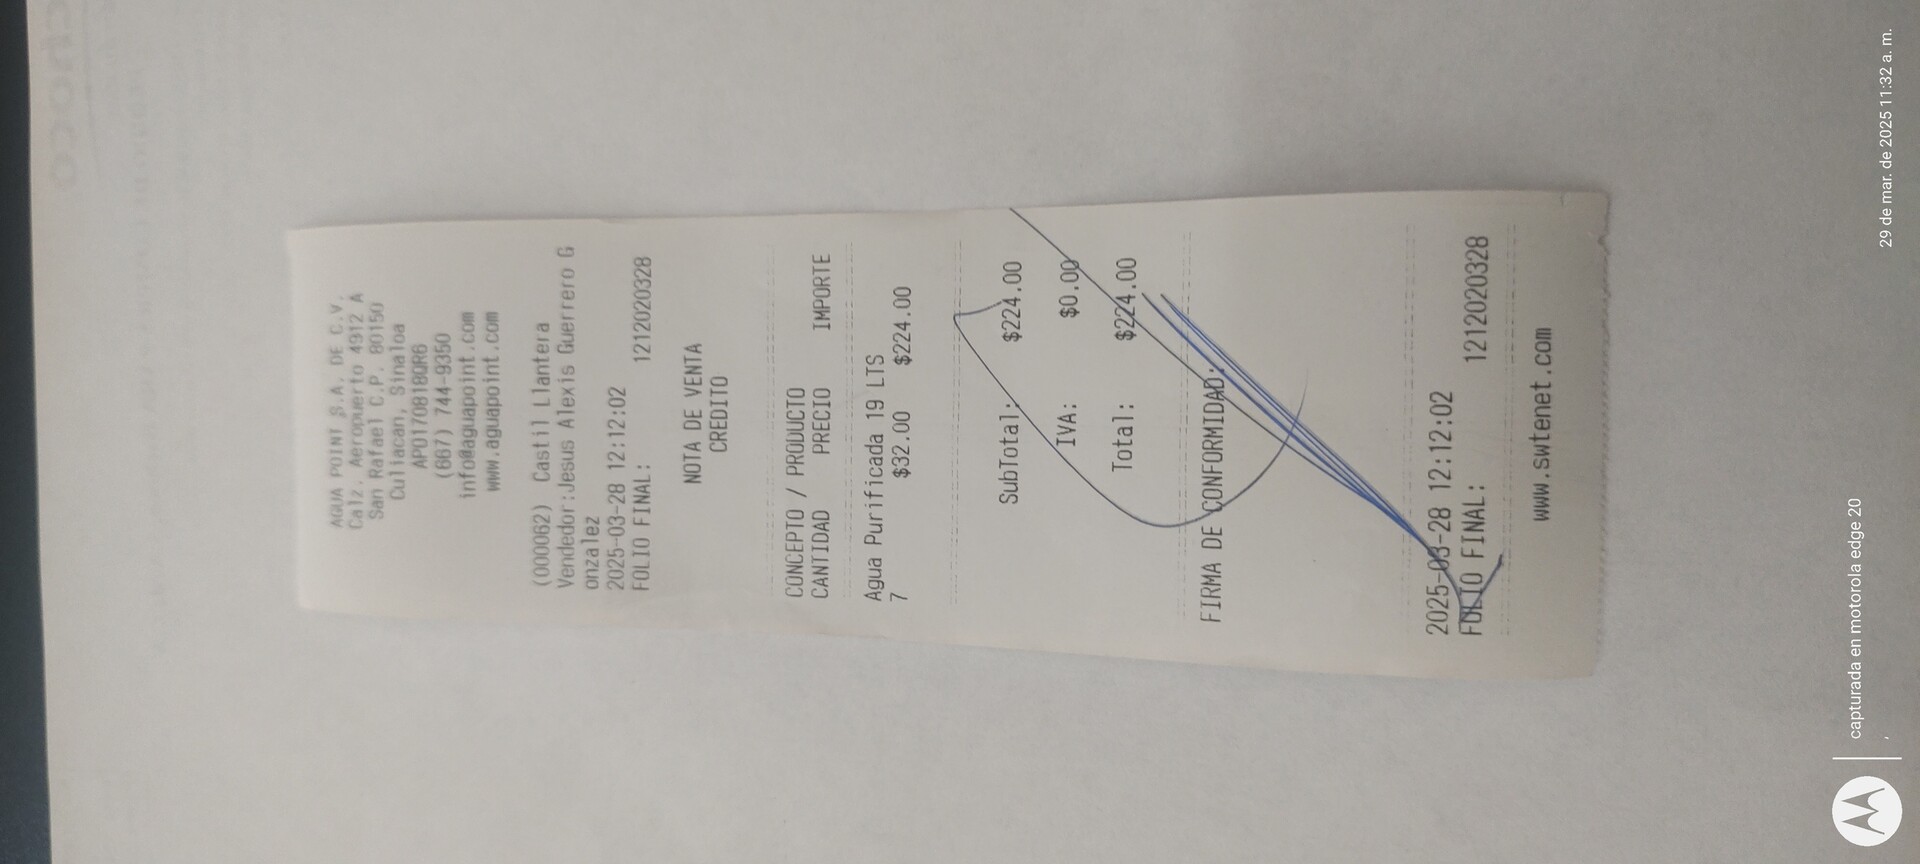 AGUA POINT S.A. DE C.V.
Calz. Aeropuerto 4912 A
San Rafael C.P. 80150
Culiacan, Sinaloa
APO170818QR6
(667) 744-9350
info@aguapoint.com
www.aguapoint.com
(000062) Castil Llantera
Vendedor:Jesus Alexis Guerrero G
onzalez
2025-03-28 12:12:02
FOLIO FINAL: 1212020328
NOTA DE VENTA
CREDITO
CONCEPTO / PRODUCTO
CANTIDAD PRECIO IMPORTE
Agua Purificada 19 LTS
7 $32.00 $224.00
SubTotal: $224.00
IVA: $0.00
Total: $224.00
FIRMA DE CONFORMIDAD:
2025-03-28 12:12:02
FOLIO FINAL: 1212020328
www.swtenet.com
capturada en motorola edge 20
, 29 de mar. de 2025 11:32 a. m.